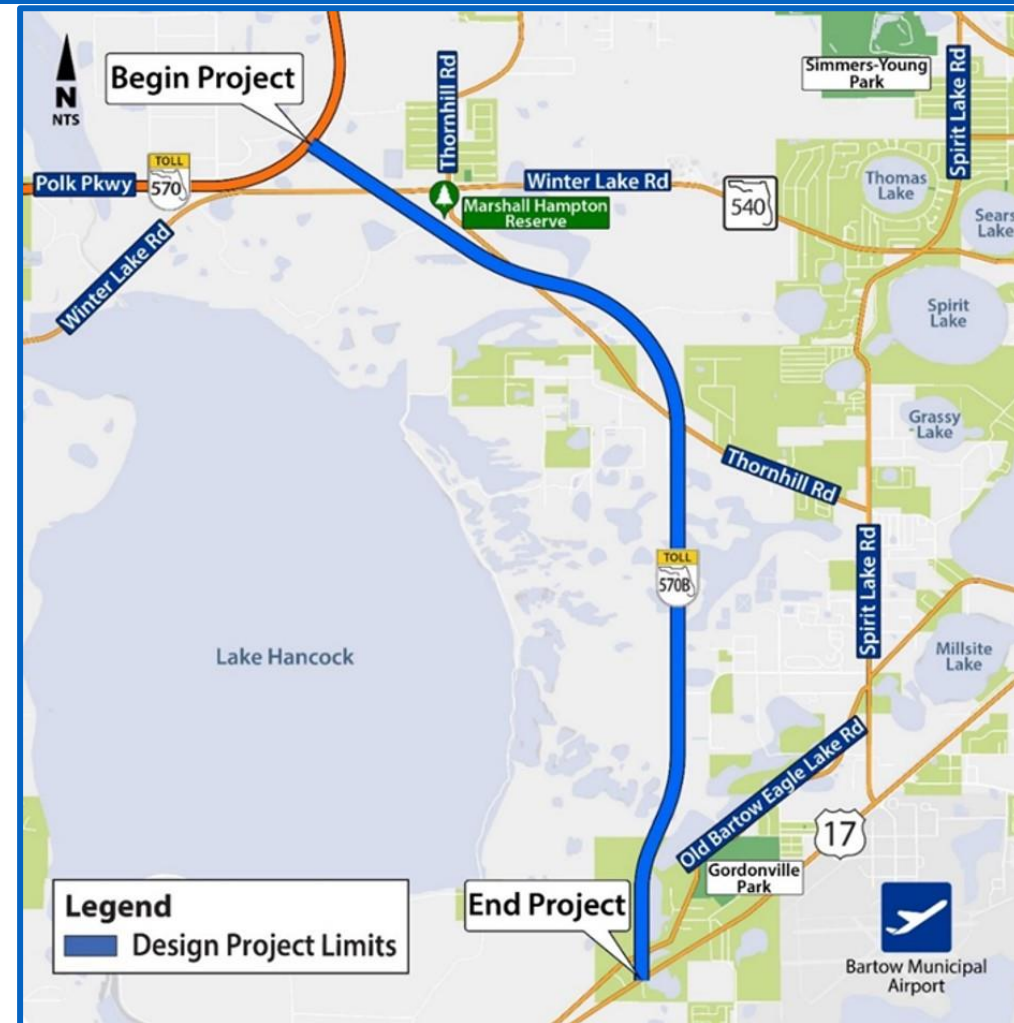 N
NTS
Begin Project
Thornhill Rd
Simmers-Young
Park
Spirit Lake Rd
Polk Pkwy
TOLL
570
Winter Lake Rd
Marshall Hampton
Reserve
540
Thomas
Lake
Sears
Lake
Winter Lake Rd
Spirit
Lake
Grassy
Lake
Thornhill Rd
TOLL
570B
Spirit Lake Rd
Lake Hancock
Millsite
Lake
Old Bartow Eagle Lake Rd
17
Gordonville
Park
Legend
Design Project Limits
End Project
Bartow Municipal
Airport